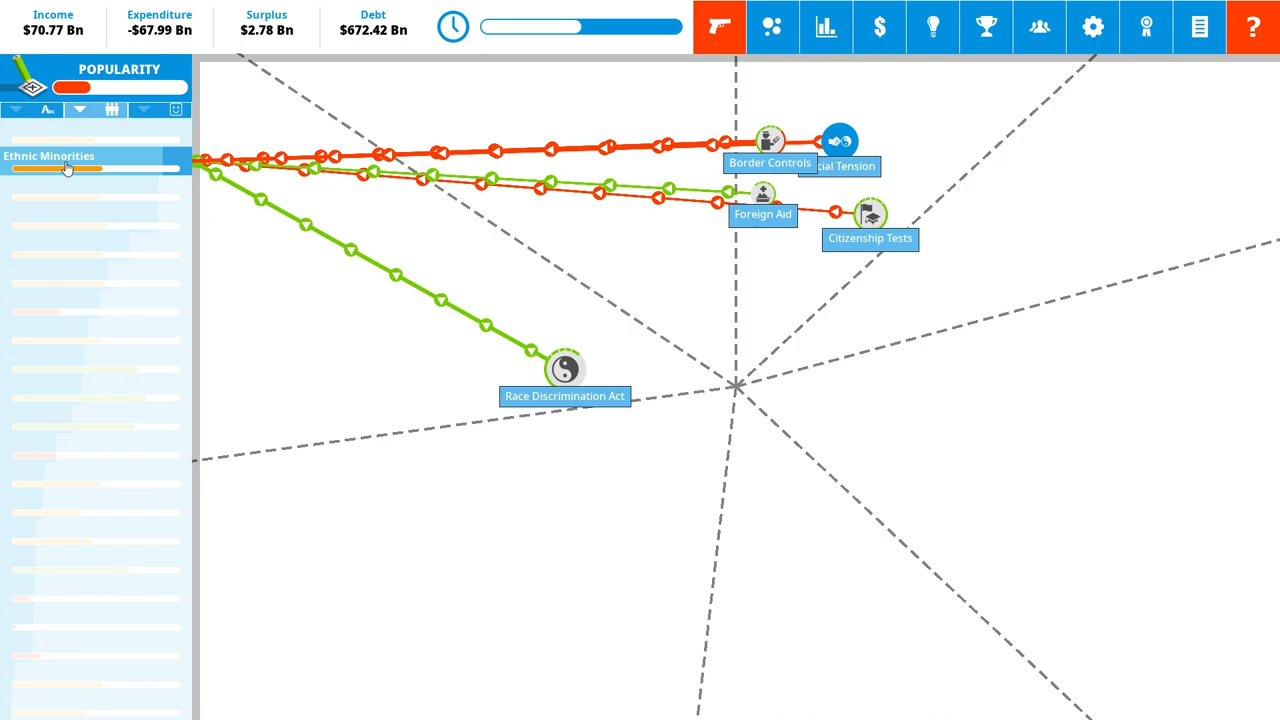 Income
$70.77 Bn
Expenditure
-$67.99 Bn
Surplus
$2.78 Bn
Debt
$672.42 Bn
$
?
POPULARITY
Ethnic Minorities
Border Controls
cial Tension
Foreign Aid
Citizenship Tests
Race Discrimination Act